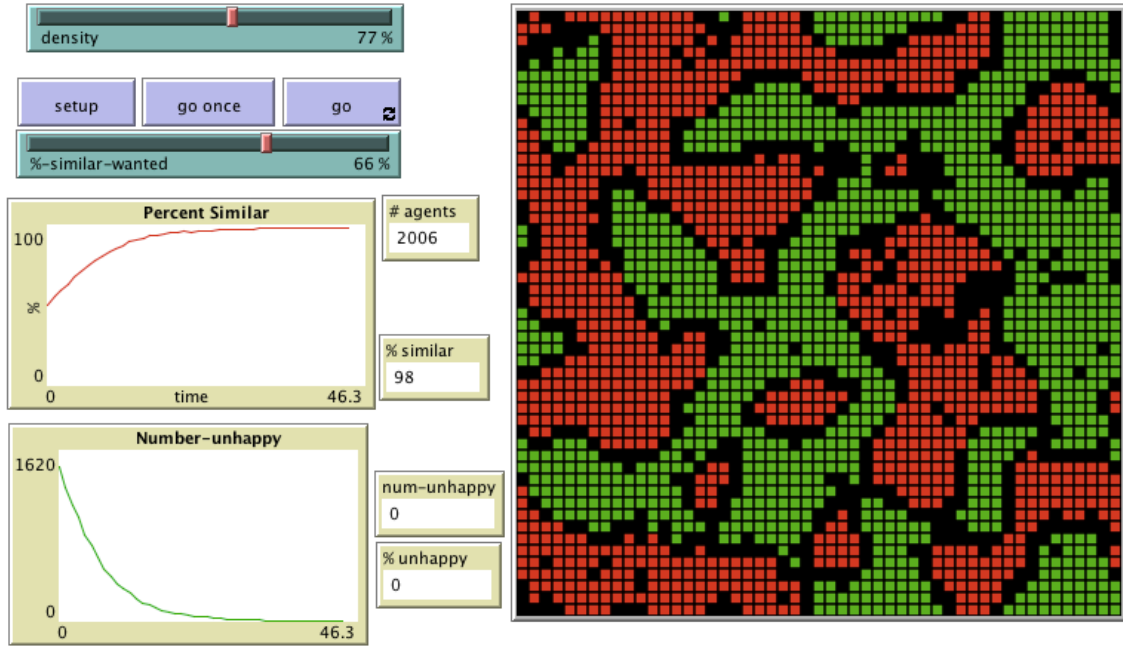 density 77 %
setup
go once
go
%-similar-wanted 66 %
Percent Similar
100
%
0
0 time 46.3
# agents
2006
% similar
98
Number-unhappy
1620
0
0 46.3
num-unhappy
0
% unhappy
0